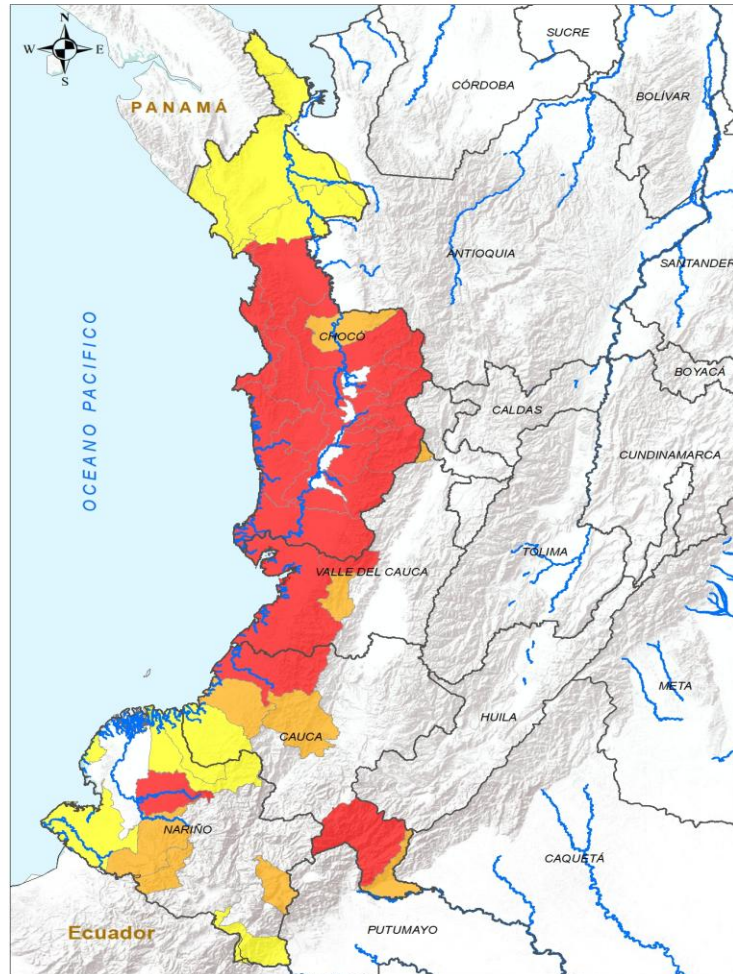 N
W E
S
SUCRE
CÓRDOBA
PANAMÁ
BOLÍVAR
ANTIOQUIA
SANTANDER
CHOCÓ
BOYACÁ
CALDAS
CUNDINAMARCA
OCEANO PACIFICO
TOLIMA
VALLE DEL CAUCA
META
HUILA
CAUCA
NARIÑO
CAQUETÁ
Ecuador
PUTUMAYO